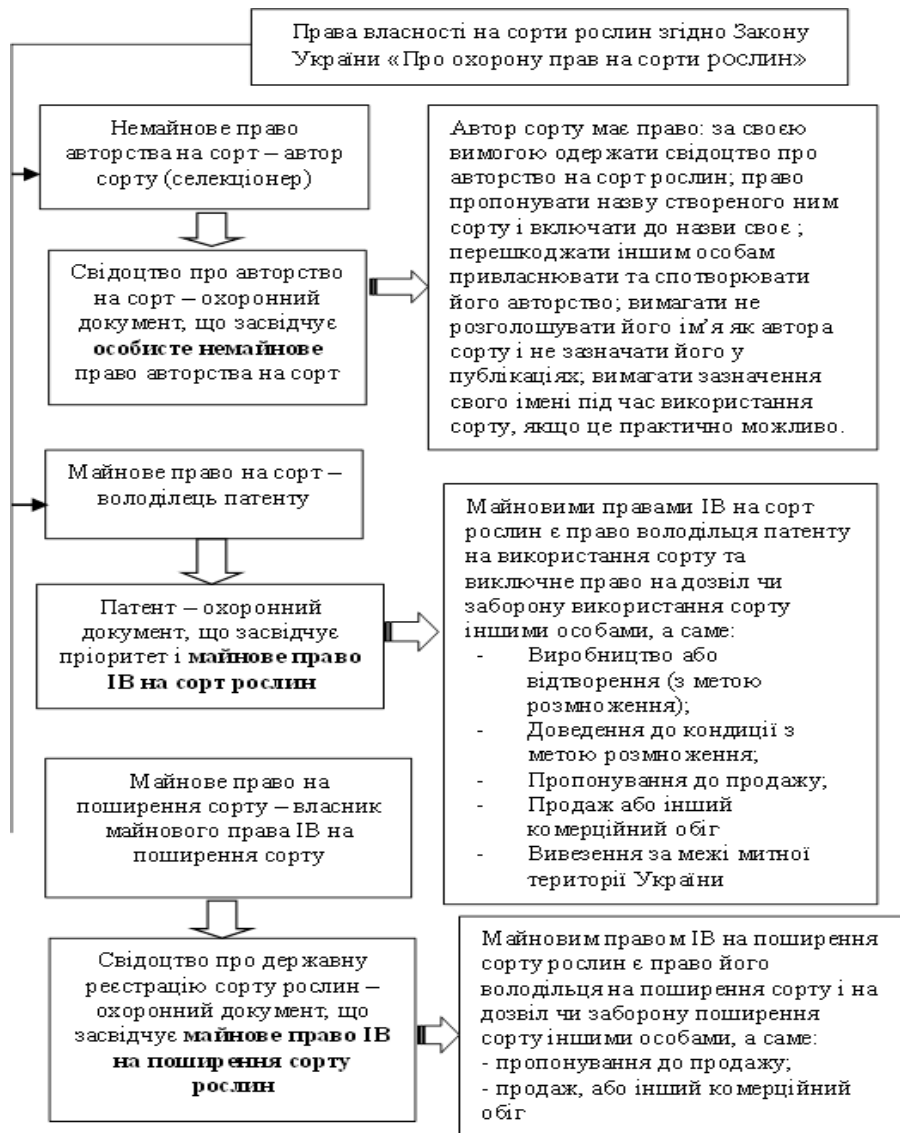 Права власності на сорти рослин згідно Закону
України «Про охорону прав на сорти рослин»
Немайнове право
авторства на сорт – автор
сорту (селекціонер)
Свідоцтво про авторство
на сорт – охоронний
документ, що засвідчує
особисте немайнове
право авторства на сорт
Автор сорту має право: за своєю
вимогою одержати свідоцтво про
авторство на сорт рослин; право
пропонувати назву створеного ним
сорту і включати до назви своє ;
перешкоджати іншим особам
привласнювати та спотворювати
його авторство; вимагати не
розголошувати його ім’я як автора
сорту і не зазначати його у
публікаціях; вимагати зазначення
свого імені під час використання
сорту, якщо це практично можливо.
Майнове право на сорт –
володілець патенту
Патент – охоронний
документ, що засвідчує
пріоритет і майнове право
ІВ на сорт рослин
Майновими правами ІВ на сорт
рослин є право володільця патенту
на використання сорту та
виключне право на дозвіл чи
заборону використання сорту
іншими особами, а саме:
- Виробництво або
відтворення (з метою
розмноження);
- Доведення до кондиції з
метою розмноження;
- Пропонування до продажу;
- Продаж або інший
комерційний обіг
- Вивезення за межі митної
території України
Майнове право на
поширення сорту – власник
майнового права ІВ на
поширення сорту
Свідоцтво про державну
реєстрацію сорту рослин –
охоронний документ, що
засвідчує майнове право ІВ
на поширення сорту
рослин
Майновим правом ІВ на поширення
сорту рослин є право його
володільця на поширення сорту і на
дозвіл чи заборону поширення
сорту іншими особами, а саме:
- пропонування до продажу;
- продаж, або інший комерційний
обіг